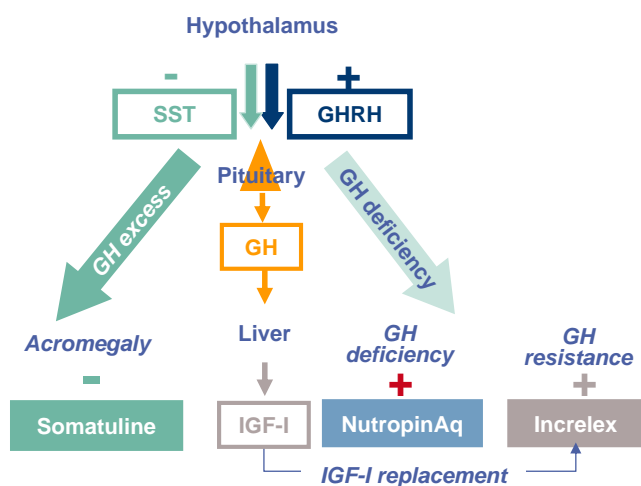 Hypothalamus
-
+
SST
GHRH
Pituitary
GH excess
GH deficiency
GH
Liver
Acromegaly
GH
deficiency
GH
resistance
-
+
+
Somatuline
IGF-I
NutropinAq
Increlex
IGF-I replacement